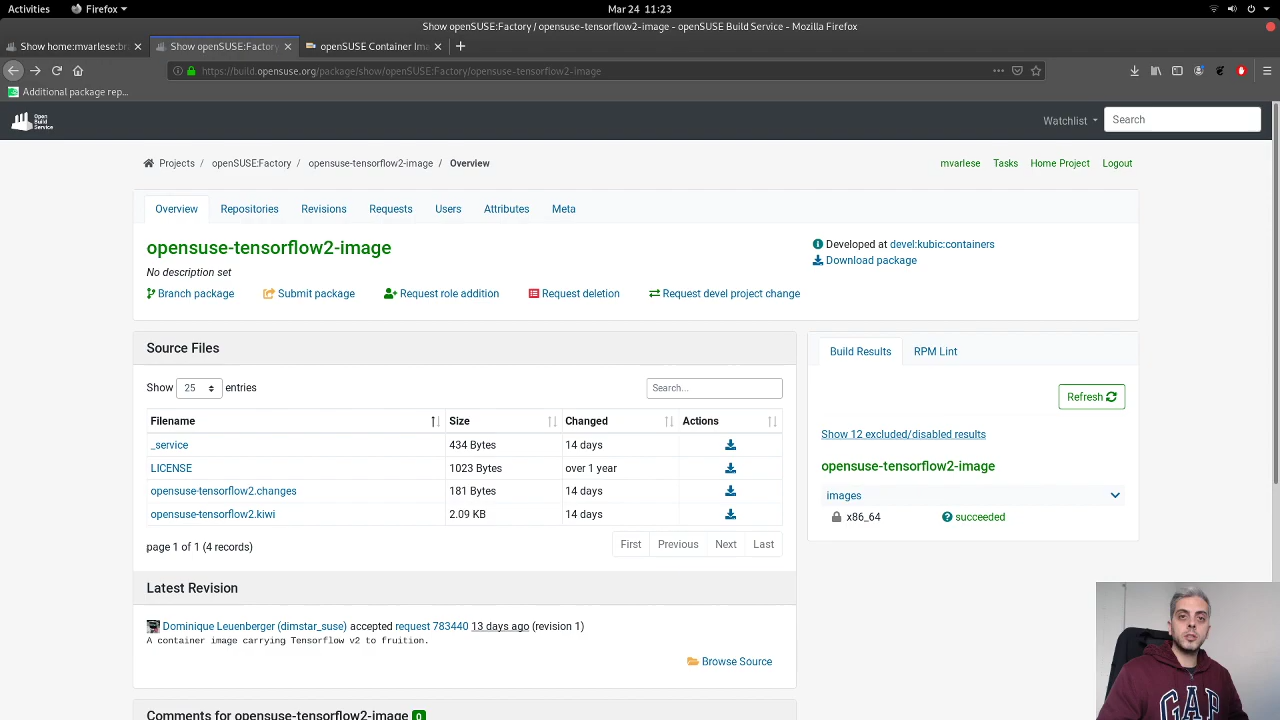 Activities
Firefox
Mar 24 11:23
Show openSUSE:Factory / opensuse-tensorflow2-image - openSUSE Build Service - Mozilla Firefox
Show home:mvarlese:bra
Show openSUSE:Factory
openSUSE Container Ima
https://build.opensuse.org/package/show/openSUSE:Factory/opensuse-tensorflow2-image
Additional package rep...
Open Build Service
Watchlist
Search
Projects / openSUSE:Factory / opensuse-tensorflow2-image / Overview
mvarlese Tasks Home Project Logout
Overview Repositories Revisions Requests Users Attributes Meta
opensuse-tensorflow2-image
No description set
Developed at devel:kubic:containers
Download package
Branch package Submit package Request role addition Request deletion Request devel project change
Source Files
Show 25 entries
Search...
Filename Size Changed Actions
_service 434 Bytes 14 days
LICENSE 1023 Bytes over 1 year
opensuse-tensorflow2.changes 181 Bytes 14 days
opensuse-tensorflow2.kiwi 2.09 KB 14 days
page 1 of 1 (4 records)
First Previous Next Last
Latest Revision
Dominique Leuenberger (dimstar_suse) accepted request 783440 13 days ago (revision 1)
A container image carrying Tensorflow v2 to fruition.
Browse Source
Comments for opensuse-tensorflow2-image 0
Build Results RPM Lint
Refresh
Show 12 excluded/disabled results
opensuse-tensorflow2-image
images
x86_64 succeeded
GAP